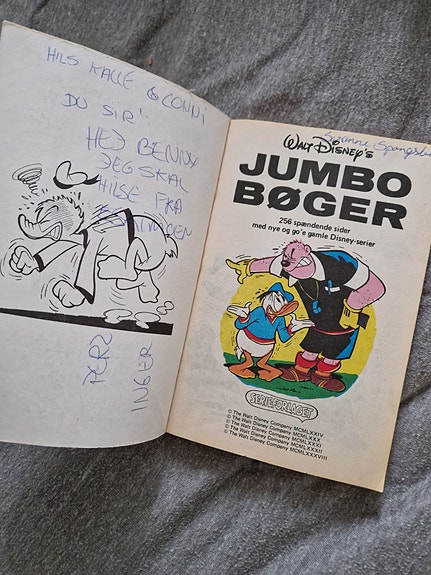 HILS KALLE & CONNI
DU SIR'
HEJ BENNY
JEG SKAL
HILSE FRA
PER
INGER
Susanne
WALT DISNEY'S
JUMBO
BØGER
256 spændende sider
med nye og go'e gamle Disney-serier
SERIEFORLAGET
© The Walt Disney Company MCMLXXIV
© The Walt Disney Company MCMLXXX
© The Walt Disney Company MCMLXXXI
© The Walt Disney Company MCMLXXXII
© The Walt Disney Company MCMLXXXVIII